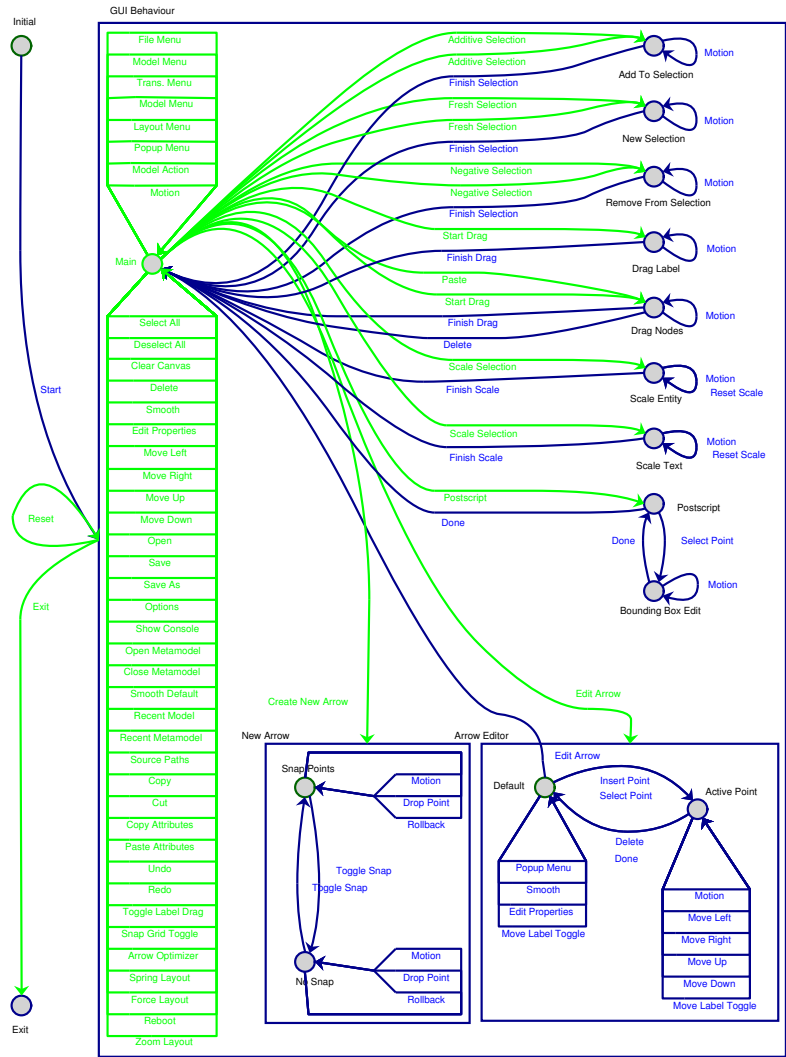 Initial
GUI Behaviour
File Menu
Model Menu
Trans. Menu
Model Menu
Layout Menu
Popup Menu
Model Action
Motion
Main
Select All
Deselect All
Clear Canvas
Delete
Smooth
Edit Properties
Move Left
Move Right
Move Up
Move Down
Open
Save
Save As
Options
Show Console
Open Metamodel
Close Metamodel
Smooth Default
Recent Model
Recent Metamodel
Source Paths
Copy
Cut
Copy Attributes
Paste Attributes
Undo
Redo
Toggle Label Drag
Snap Grid Toggle
Arrow Optimizer
Spring Layout
Force Layout
Reboot
Zoom Layout
Start
Reset
Exit
Exit
Additive Selection
Additive Selection
Finish Selection
Add To Selection
Motion
Fresh Selection
Fresh Selection
Finish Selection
New Selection
Motion
Negative Selection
Negative Selection
Finish Selection
Remove From Selection
Motion
Start Drag
Finish Drag
Drag Label
Motion
Paste
Start Drag
Finish Drag
Delete
Drag Nodes
Motion
Scale Selection
Finish Scale
Scale Entity
Motion
Reset Scale
Scale Selection
Finish Scale
Scale Text
Motion
Reset Scale
Postscript
Done
Postscript
Done
Select Point
Motion
Bounding Box Edit
Create New Arrow
Edit Arrow
New Arrow
Snap Points
Motion
Drop Point
Rollback
Toggle Snap
Toggle Snap
No Snap
Motion
Drop Point
Rollback
Arrow Editor
Edit Arrow
Default
Insert Point
Select Point
Active Point
Delete
Done
Popup Menu
Smooth
Edit Properties
Move Label Toggle
Motion
Move Left
Move Right
Move Up
Move Down
Move Label Toggle